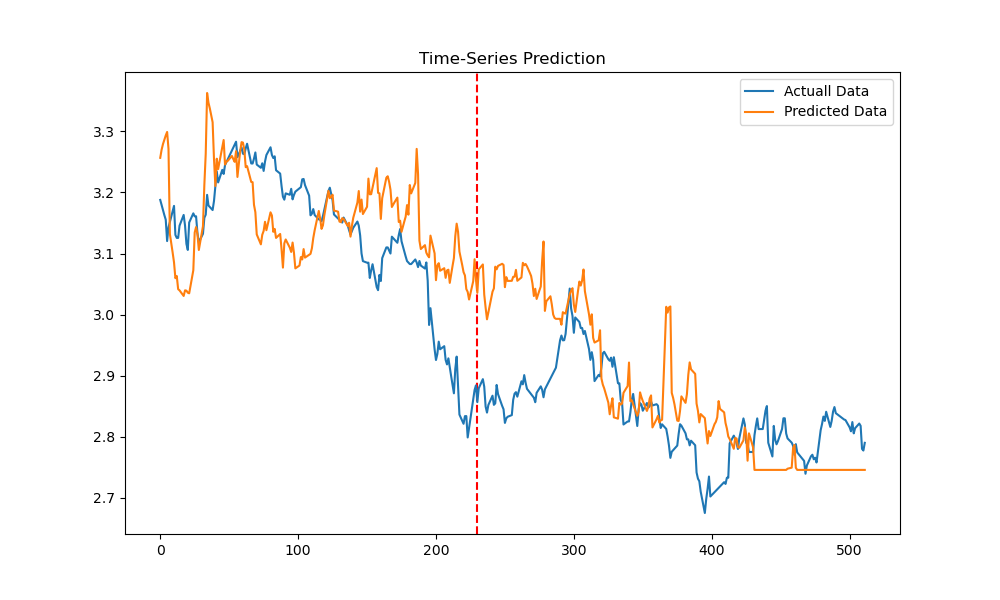 Time-Series Prediction
Actuall Data
Predicted Data
3.3
3.2
3.1
3.0
2.9
2.8
2.7
0 100 200 300 400 500